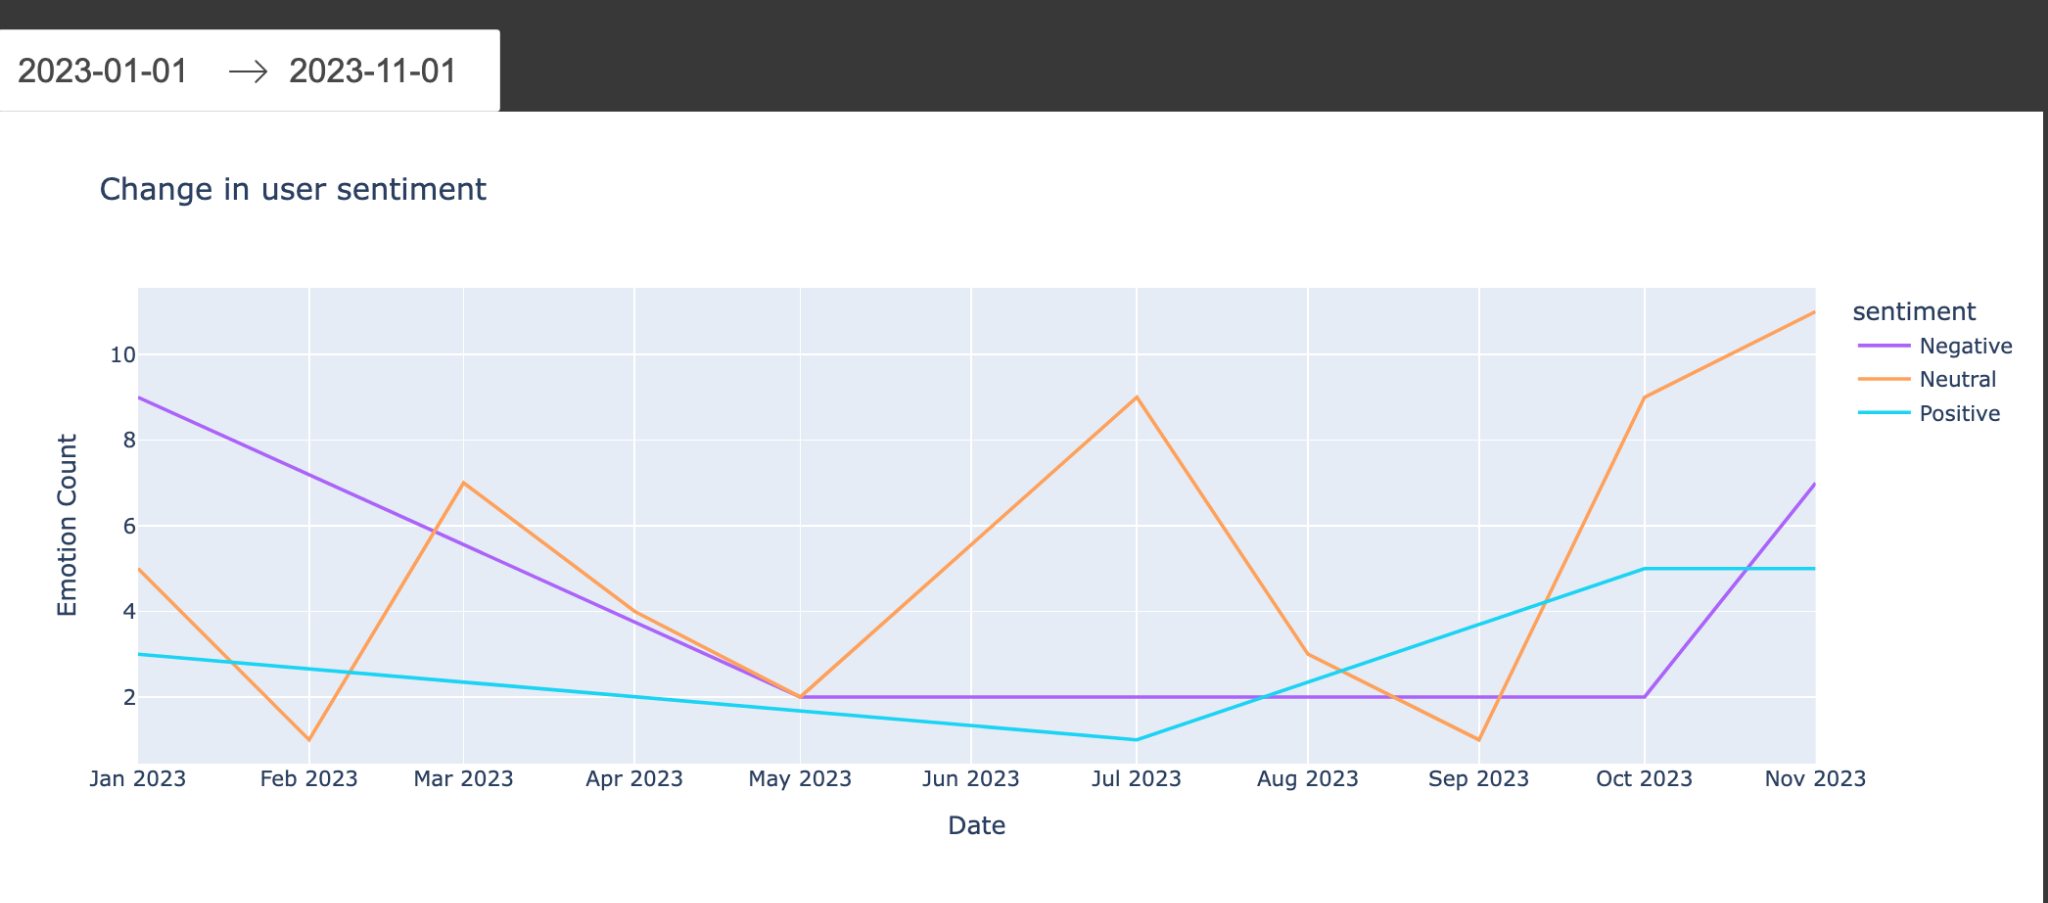 2023-01-01 → 2023-11-01
Change in user sentiment
sentiment
Negative
Neutral
Positive
Emotion Count
10
8
6
4
2
Jan 2023 Feb 2023 Mar 2023 Apr 2023 May 2023 Jun 2023 Jul 2023 Aug 2023 Sep 2023 Oct 2023 Nov 2023
Date